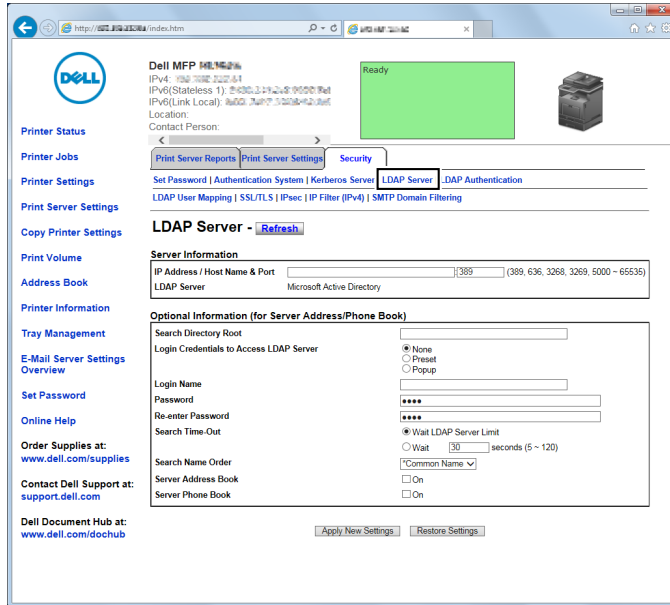 http:// /index.htm
DELL
Dell MFP
IPv4:
IPv6(Stateless 1):
IPv6(Link Local):
Location:
Contact Person:
Ready
Printer Status
Printer Jobs
Printer Settings
Print Server Settings
Copy Printer Settings
Print Volume
Address Book
Printer Information
Tray Management
E-Mail Server Settings
Overview
Set Password
Online Help
Order Supplies at:
www.dell.com/supplies
Contact Dell Support at:
support.dell.com
Dell Document Hub at:
www.dell.com/dochub
Print Server Reports Print Server Settings Security
Set Password | Authentication System | Kerberos Server | LDAP Server | LDAP Authentication
LDAP User Mapping | SSL/TLS | IPsec | IP Filter (IPv4) | SMTP Domain Filtering
LDAP Server - Refresh
Server Information
IP Address / Host Name & Port :389 (389, 636, 3268, 3269, 5000 ~ 65535)
LDAP Server Microsoft Active Directory
Optional Information (for Server Address/Phone Book)
Search Directory Root
Login Credentials to Access LDAP Server None
Preset
Popup
Login Name
Password ●●●●
Re-enter Password ●●●●
Search Time-Out Wait LDAP Server Limit
Wait 30 seconds (5 ~ 120)
Search Name Order *Common Name
Server Address Book On
Server Phone Book On
Apply New Settings Restore Settings